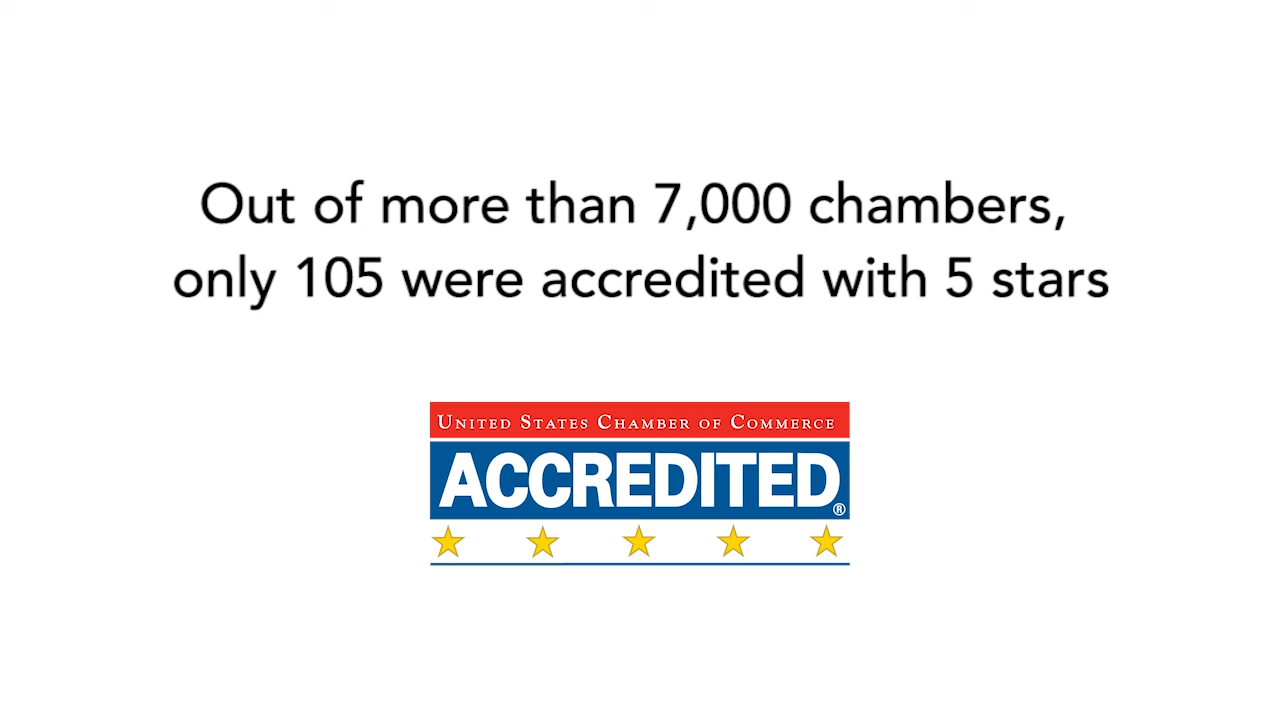 Out of more than 7,000 chambers,
only 105 were accredited with 5 stars
United States Chamber of Commerce
ACCREDITED®